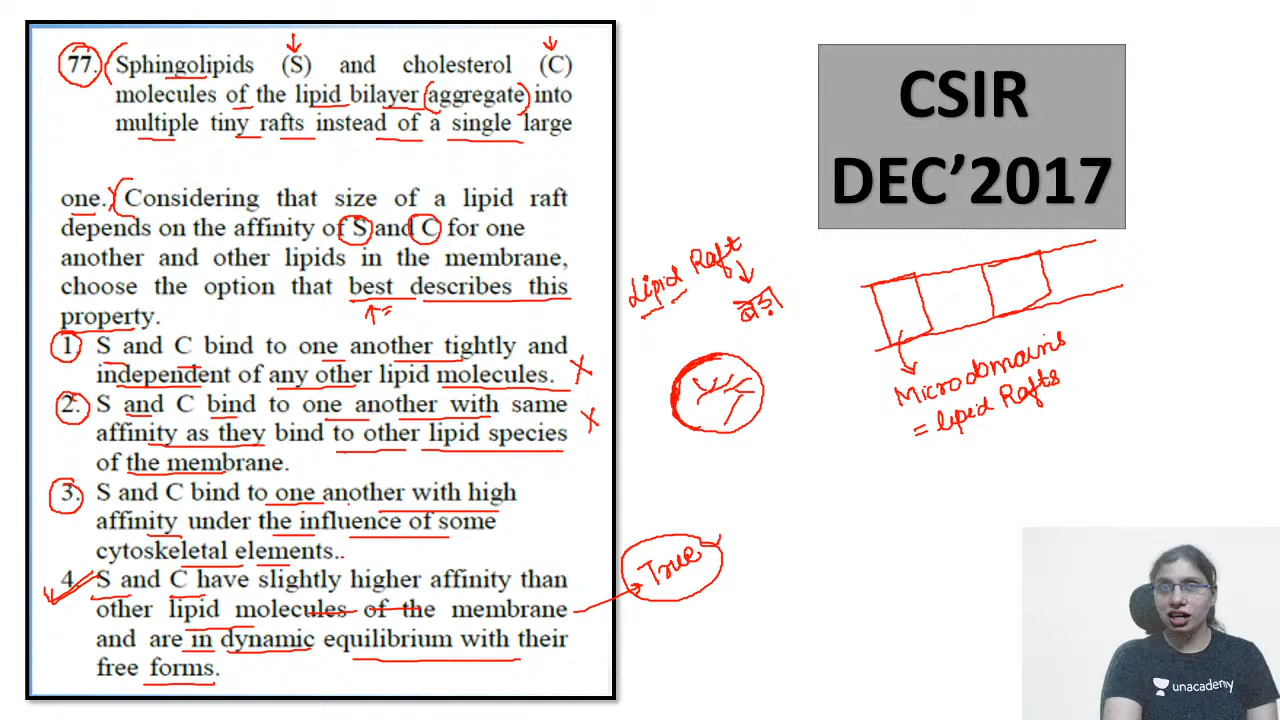 77. Sphingolipids (S) and cholesterol (C)
molecules of the lipid bilayer aggregate into
multiple tiny rafts instead of a single large
one. Considering that size of a lipid raft
depends on the affinity of S and C for one
another and other lipids in the membrane,
choose the option that best describes this
property.
1. S and C bind to one another tightly and
independent of any other lipid molecules.
2. S and C bind to one another with same
affinity as they bind to other lipid species
of the membrane.
3. S and C bind to one another with high
affinity under the influence of some
cytoskeletal elements..
4. S and C have slightly higher affinity than
other lipid molecules of the membrane
and are in dynamic equilibrium with their
free forms.
CSIR
DEC'2017
Lipid Raft
बेड़ा
Microdomains
= lipid Rafts
True
unacademy